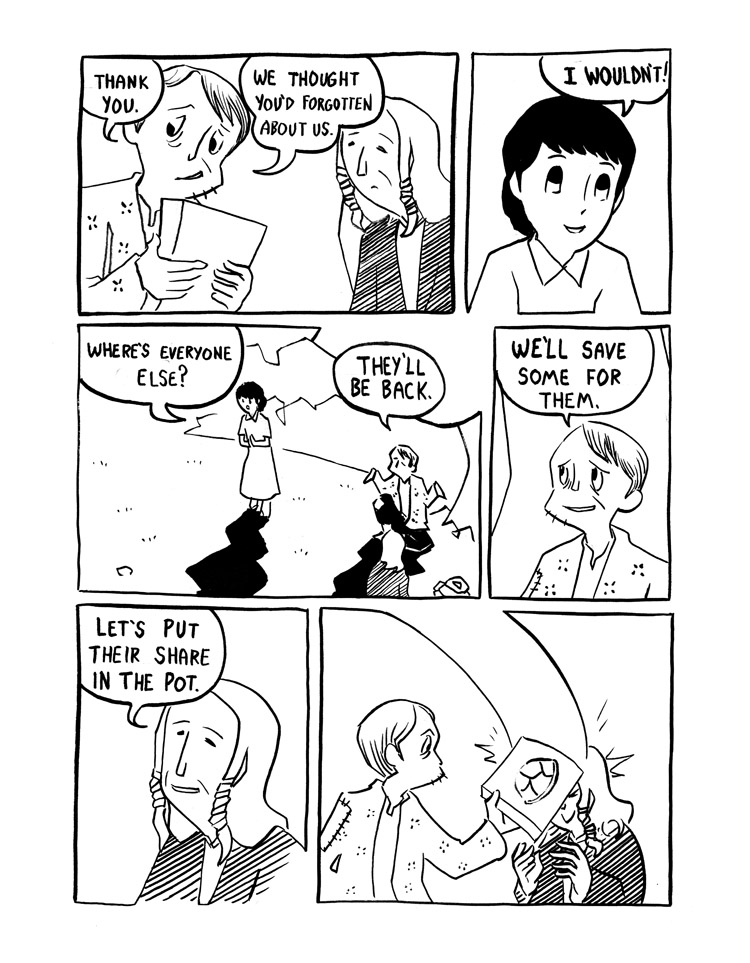 THANK
YOU.
WE THOUGHT
YOU'D FORGOTTEN
ABOUT US.
I WOULDN'T!
WHERE'S EVERYONE
ELSE?
THEY'LL
BE BACK.
WE'LL SAVE
SOME FOR
THEM.
LET'S PUT
THEIR SHARE
IN THE POT.